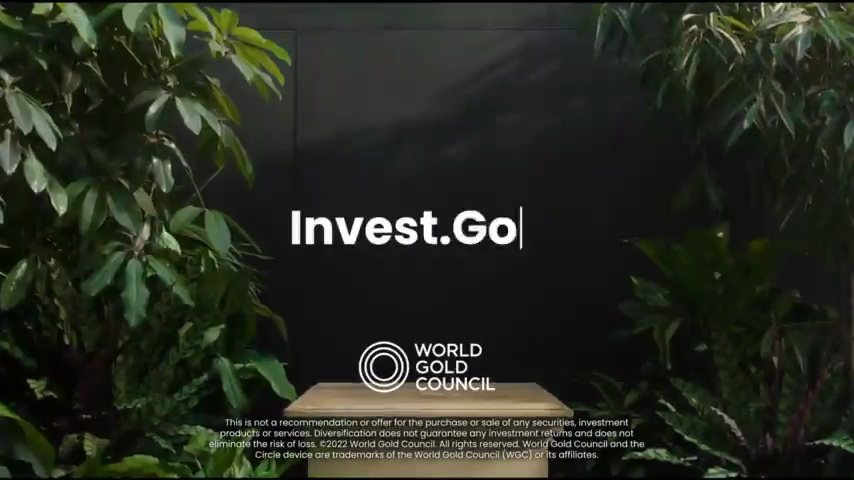 Invest.Go
WORLD
GOLD
COUNCIL
This is not a recommendation or offer for the purchase or sale of any securities, investment
products or services. Diversification does not guarantee any investment returns and does not
eliminate the risk of loss. ©2022 World Gold Council. All rights reserved. World Gold Council and the
Circle device are trademarks of the World Gold Council (WGC) or its affiliates.